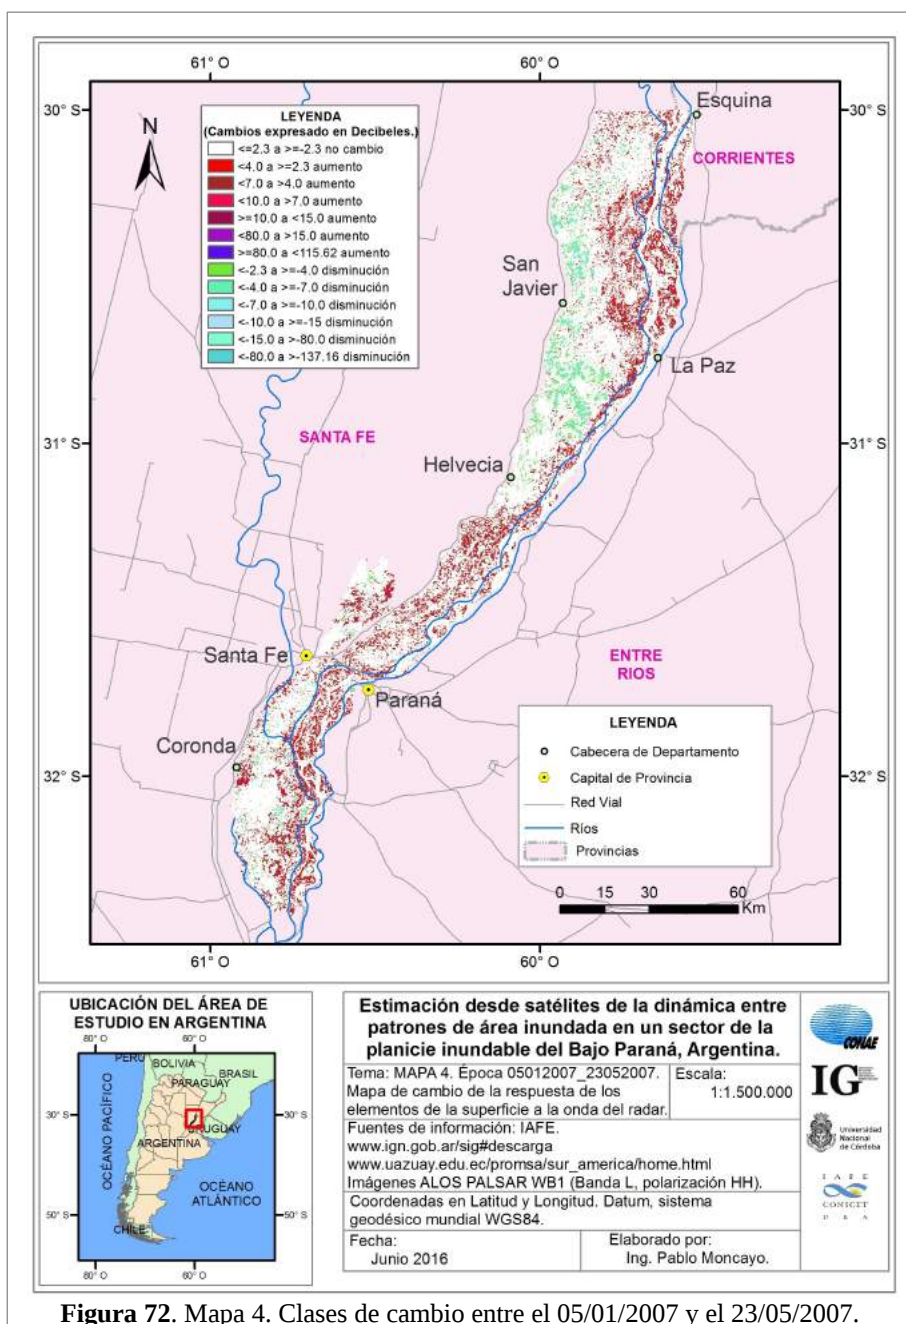 61° O
60° O
30° S
30° S
Esquina
N
LEYENDA
(Cambios expresado en Decibeles.)
<=2.3 a >=-2.3 no cambio
<4.0 a >=2.3 aumento
<7.0 a >4.0 aumento
<10.0 a >7.0 aumento
>=10.0 a <15.0 aumento
<80.0 a >15.0 aumento
>=80.0 a <115.62 aumento
<-2.3 a >=-4.0 disminución
<-4.0 a >=-7.0 disminución
<-7.0 a >=-10.0 disminución
<-10.0 a >=-15 disminución
<-15.0 a >-80.0 disminución
<-80.0 a >-137.16 disminución
CORRIENTES
San
Javier
La Paz
SANTA FE
31° S
31° S
Helvecia
Santa Fe
ENTRE
RIOS
Paraná
Coronda
32° S
32° S
LEYENDA
Cabecera de Departamento
Capital de Provincia
Red Vial
Ríos
Provincias
0 15 30 60
Km
61° O
60° O
UBICACIÓN DEL ÁREA DE
ESTUDIO EN ARGENTINA
80° O
60° O
PERU
BOLIVIA
BRASIL
PARAGUAY
30° S
30° S
URUGUAY
ARGENTINA
OCÉANO PACÍFICO
OCÉANO
ATLÁNTICO
50° S
50° S
CHILE
80° O
60° O
Estimación desde satélites de la dinámica entre
patrones de área inundada en un sector de la
planicie inundable del Bajo Paraná, Argentina.
Tema: MAPA 4. Época 05012007_23052007.
Mapa de cambio de la respuesta de los
elementos de la superficie a la onda del radar.
Escala:
1:1.500.000
Fuentes de información: IAFE.
www.ign.gob.ar/sig#descarga
www.uazuay.edu.ec/promsa/sur_america/home.html
Imágenes ALOS PALSAR WB1 (Banda L, polarización HH).
Coordenadas en Latitud y Longitud. Datum, sistema
geodésico mundial WGS84.
Fecha:
Junio 2016
Elaborado por:
Ing. Pablo Moncayo.
CONAE
IG
Universidad
Nacional
de Córdoba
I A F E
CONICET
U B A
Figura 72. Mapa 4. Clases de cambio entre el 05/01/2007 y el 23/05/2007.